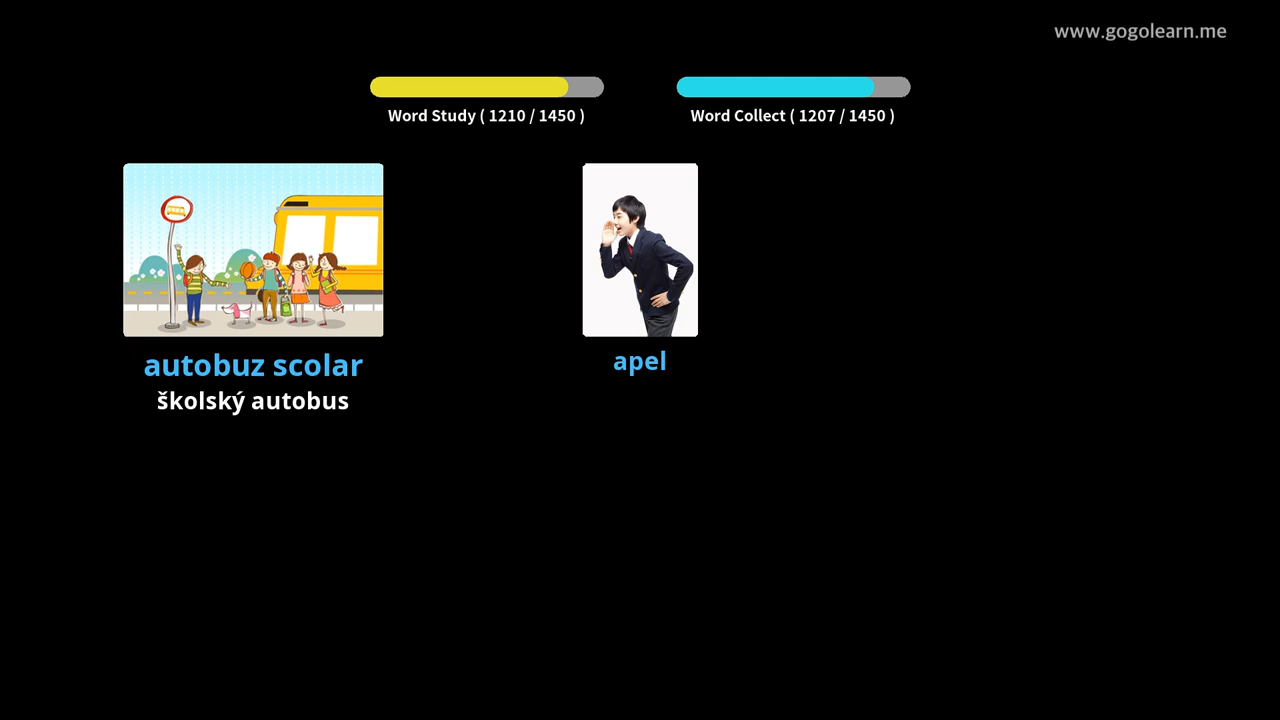 www.gogolearn.me
Word Study ( 1210 / 1450 )
Word Collect ( 1207 / 1450 )
autobuz scolar
školský autobus
apel